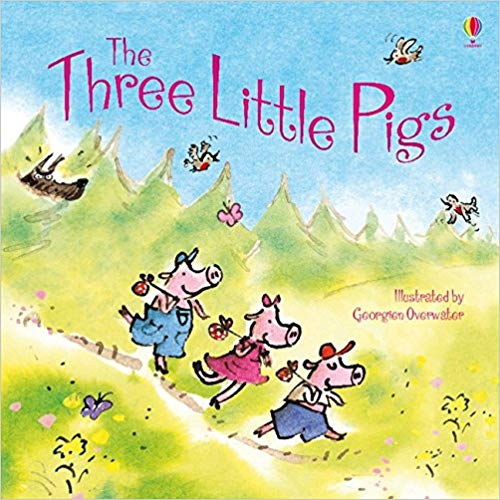 The
Three Little Pigs
Illustrated by
Georgien Overwater